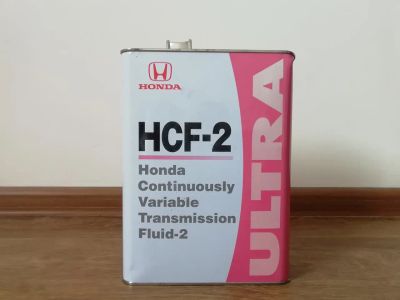 HONDA
HCF-2
Honda
Continuously
Variable
Transmission
Fluid-2
ULTRA